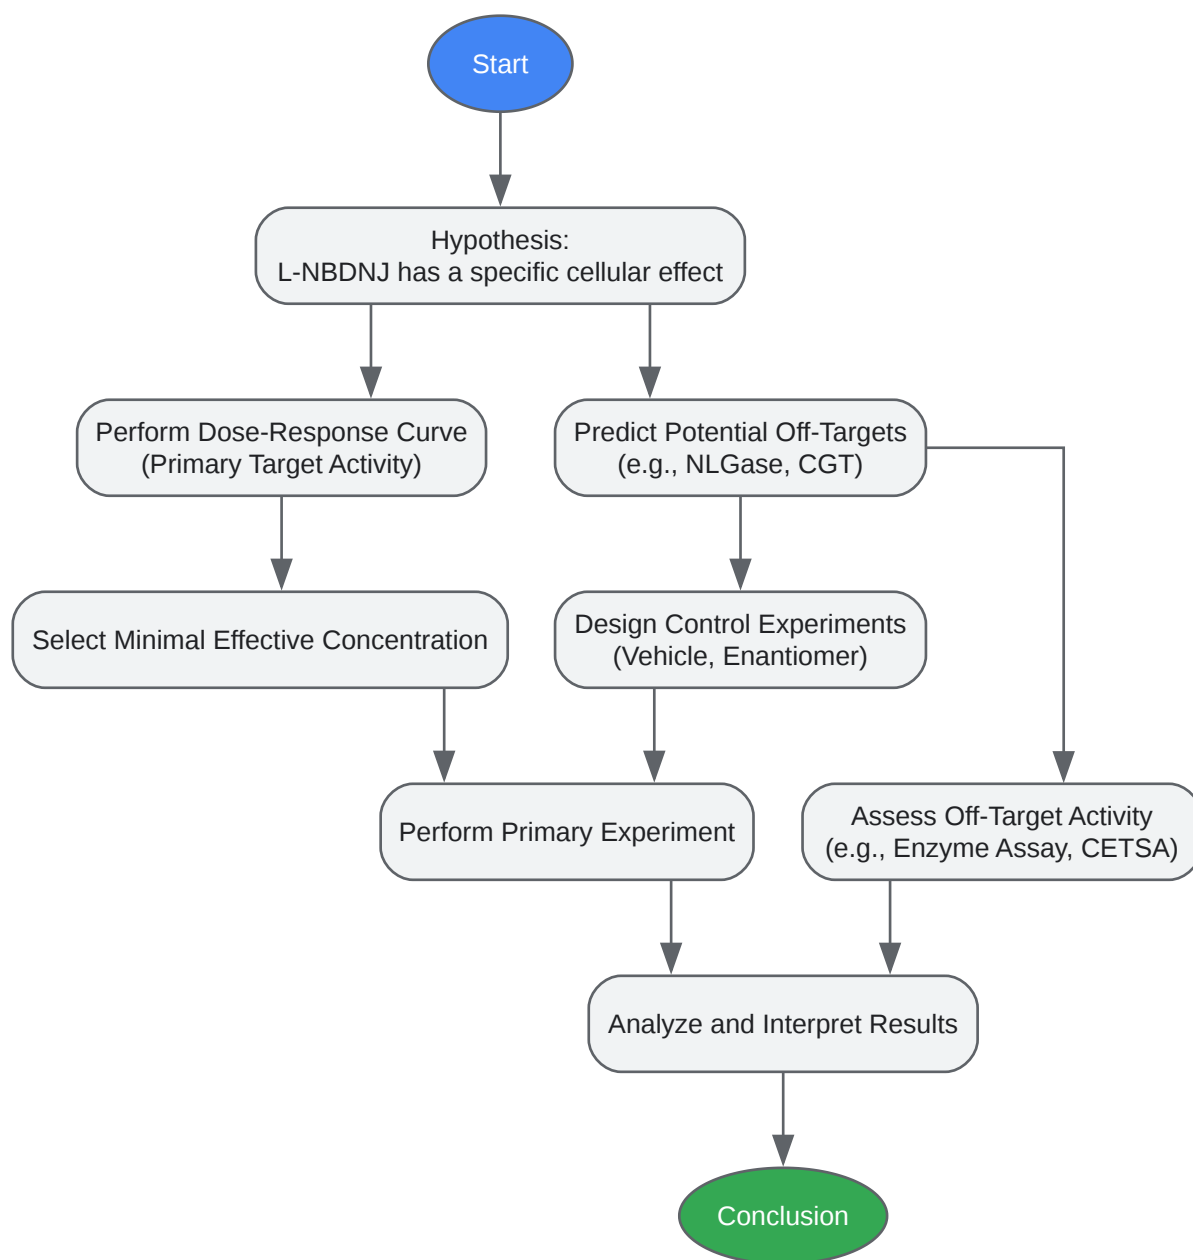 Start
Hypothesis:
L-NBDNJ has a specific cellular effect
Perform Dose-Response Curve
(Primary Target Activity)
Predict Potential Off-Targets
(e.g., NLGase, CGT)
Select Minimal Effective Concentration
Design Control Experiments
(Vehicle, Enantiomer)
Perform Primary Experiment
Assess Off-Target Activity
(e.g., Enzyme Assay, CETSA)
Analyze and Interpret Results
Conclusion